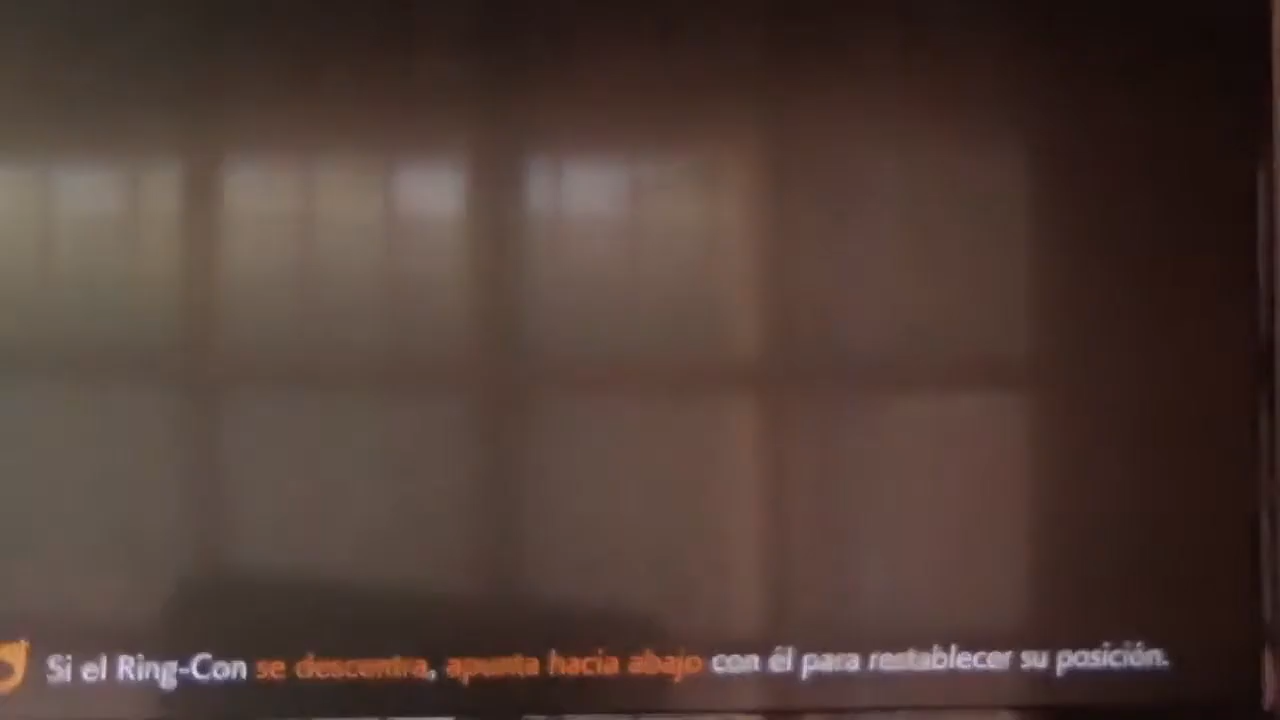 Si el Ring-Con se descentra, apunta hacia abajo con él para restablecer su posición.